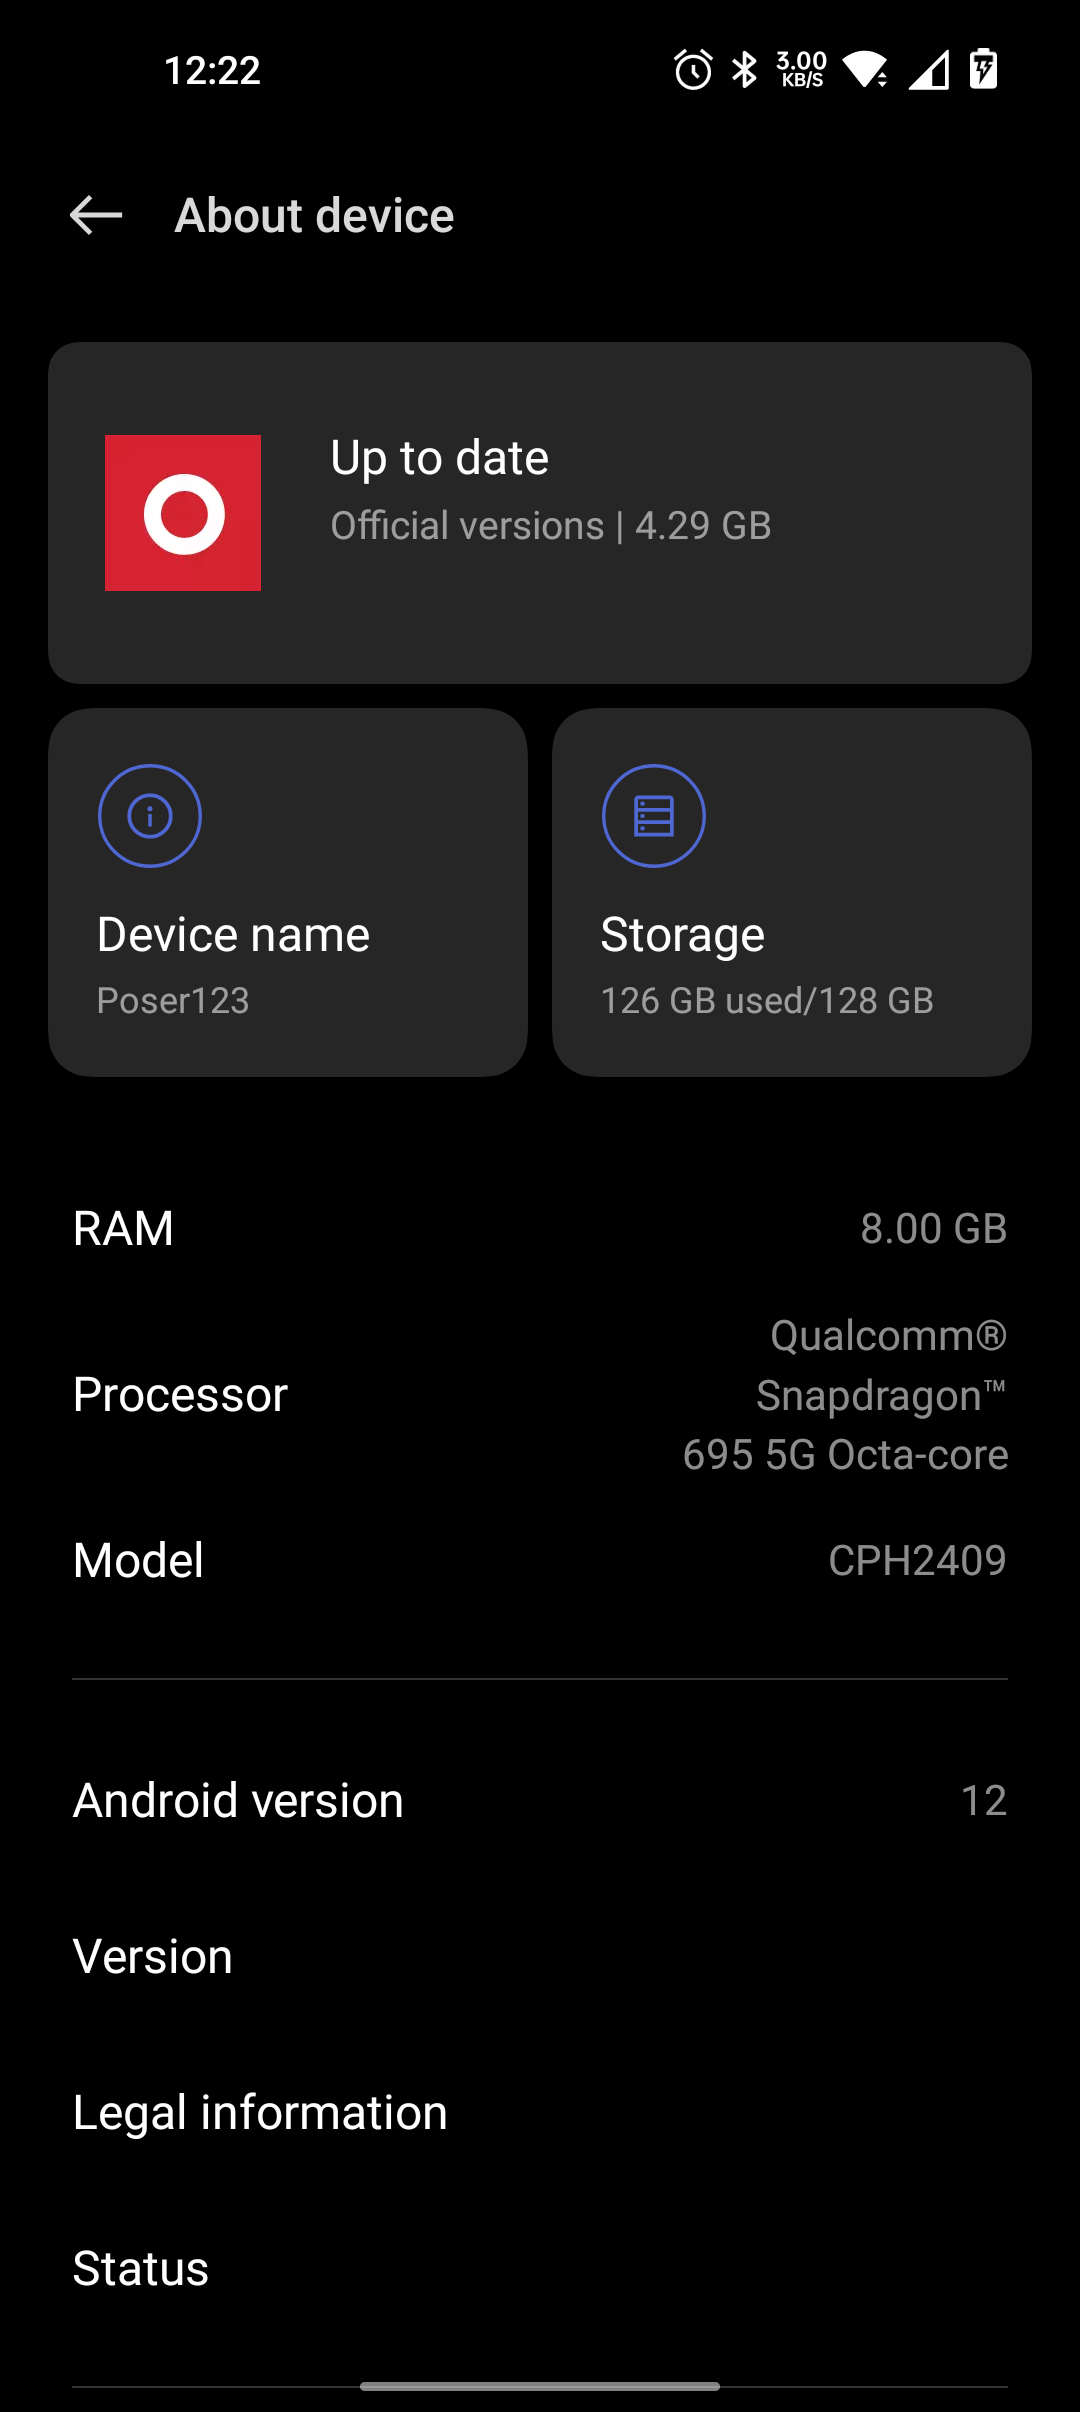 12:22
3.00
KB/S
About device
Up to date
Official versions | 4.29 GB
Device name
Poser123
Storage
126 GB used/128 GB
RAM
8.00 GB
Processor
Qualcomm®
Snapdragon™
695 5G Octa-core
Model
CPH2409
Android version
12
Version
Legal information
Status